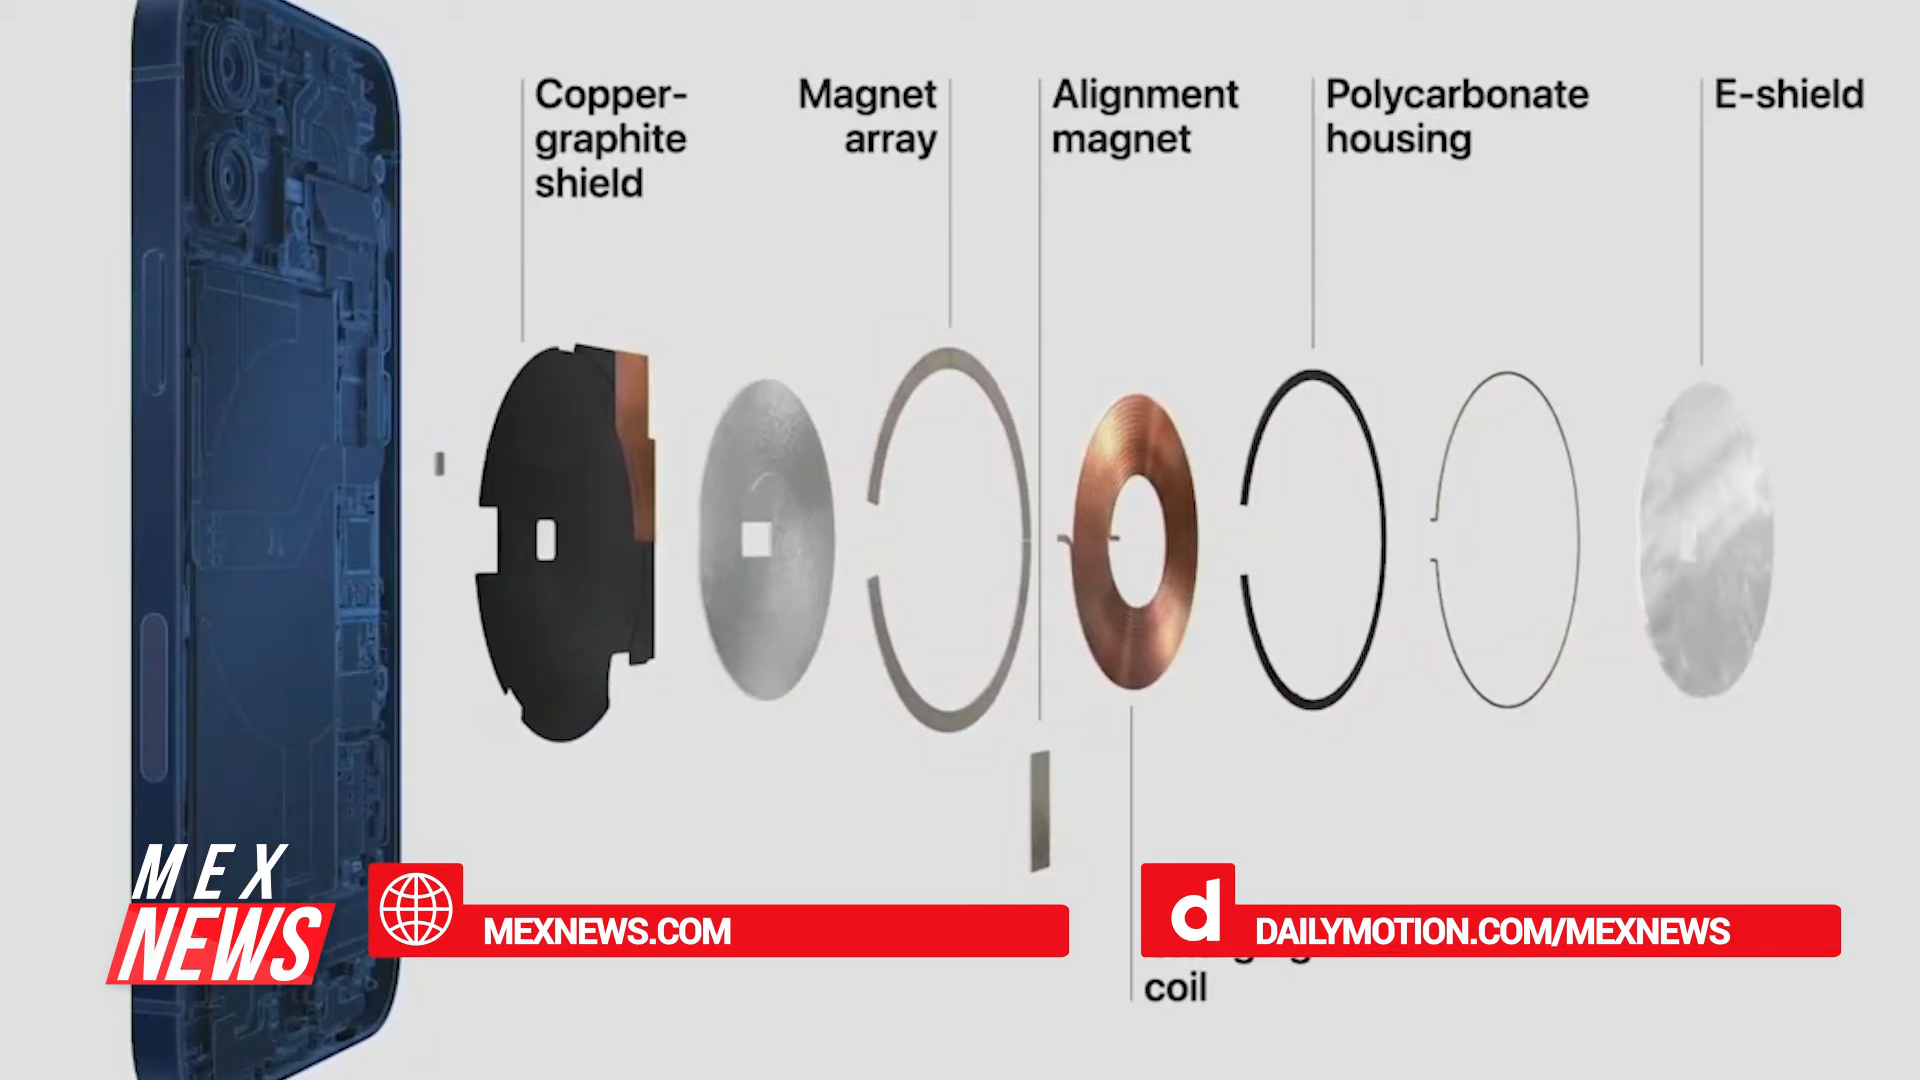 Copper-
graphite
shield
Magnet
array
Alignment
magnet
Polycarbonate
housing
E-shield
MEX
NEWS
MEXNEWS.COM
d
DAILYMOTION.COM/MEXNEWS
coil